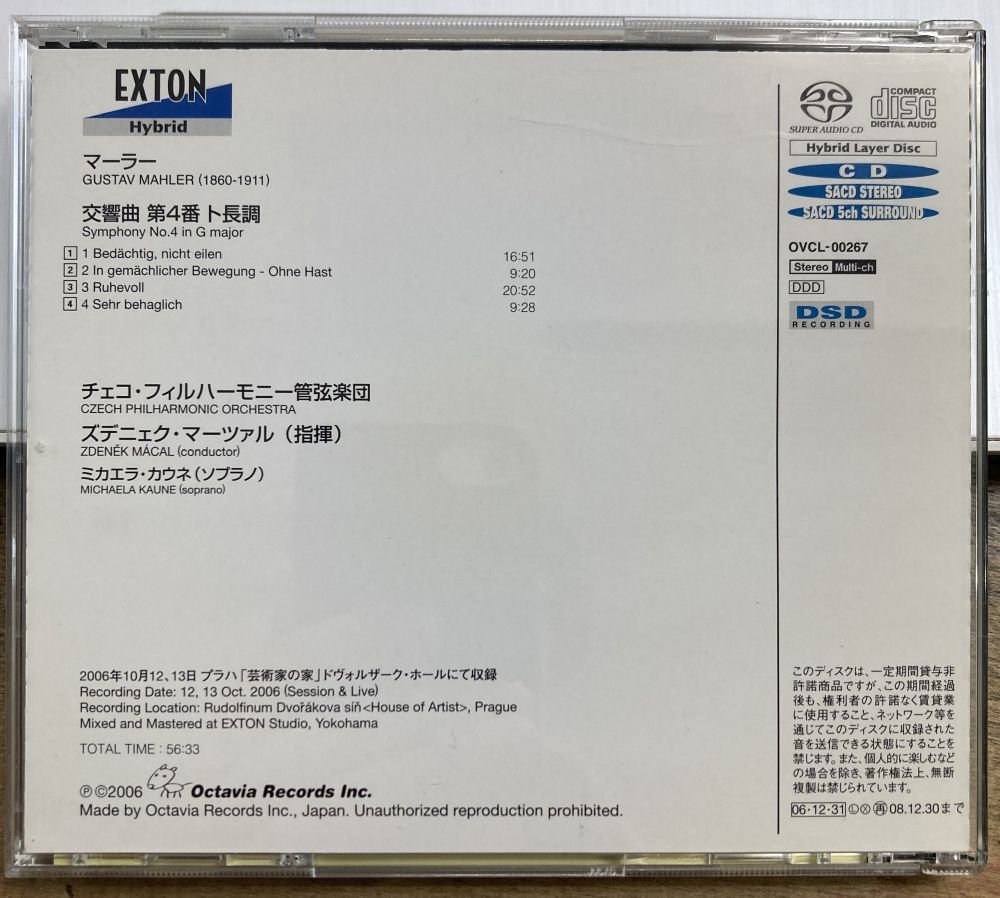 EXTON
Hybrid
マーラー
GUSTAV MAHLER (1860-1911)
交響曲 第4番 ト長調
Symphony No.4 in G major
1 1 Bedächtig, nicht eilen 16:51
2 2 In gemächlicher Bewegung - Ohne Hast 9:20
3 3 Ruhevoll 20:52
4 4 Sehr behaglich 9:28
チェコ・フィルハーモニー管弦楽団
CZECH PHILHARMONIC ORCHESTRA
ズデニェク・マーツァル（指揮）
ZDENĚK MÁCAL (conductor)
ミカエラ・カウネ（ソプラノ）
MICHAELA KAUNE (soprano)
2006年10月12、13日 プラハ「芸術家の家」ドヴォルザーク・ホールにて収録
Recording Date: 12, 13 Oct. 2006 (Session & Live)
Recording Location: Rudolfinum Dvořákova síň<House of Artist>, Prague
Mixed and Mastered at EXTON Studio, Yokohama
TOTAL TIME : 56:33
℗©2006 Octavia Records Inc.
Made by Octavia Records Inc., Japan. Unauthorized reproduction prohibited.
SUPER AUDIO CD
COMPACT
disc
DIGITAL AUDIO
Hybrid Layer Disc
CD
SACD STEREO
SACD 5ch SURROUND
OVCL-00267
Stereo Multi-ch
DDD
DSD
RECORDING
このディスクは、一定期間貸与非
許諾商品ですが、この期間経過
後も、権利者の許諾なく賃貸業
に使用すること、ネットワーク等を
通じてこのディスクに収録された
音を送信できる状態にすることを
禁じます。また、個人的に楽しむなど
の場合を除き、著作権法上、無断
複製は禁じられています。
06・12・31 Ⓛ Ⓧ 再 08.12.30まで